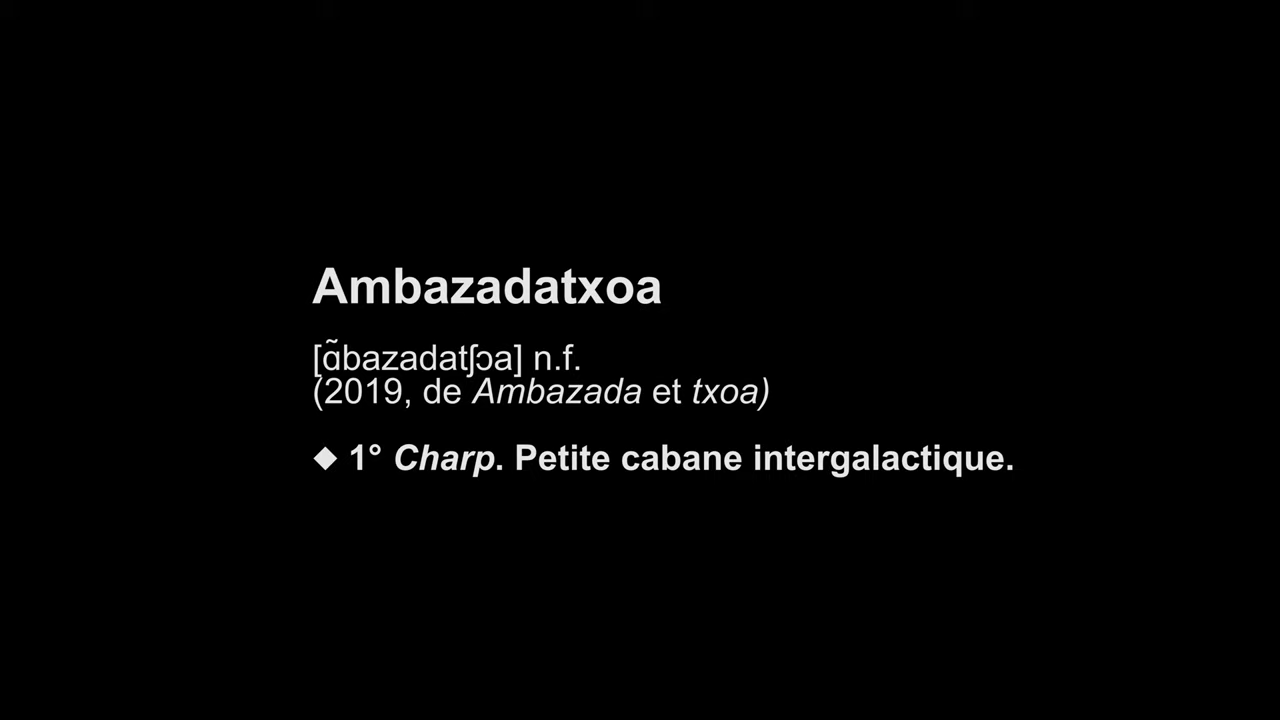 Ambazadatxoa
[ɑ̃bazadatʃɔa] n.f.
(2019, de Ambazada et txoa)
◆ 1° Charp. Petite cabane intergalactique.